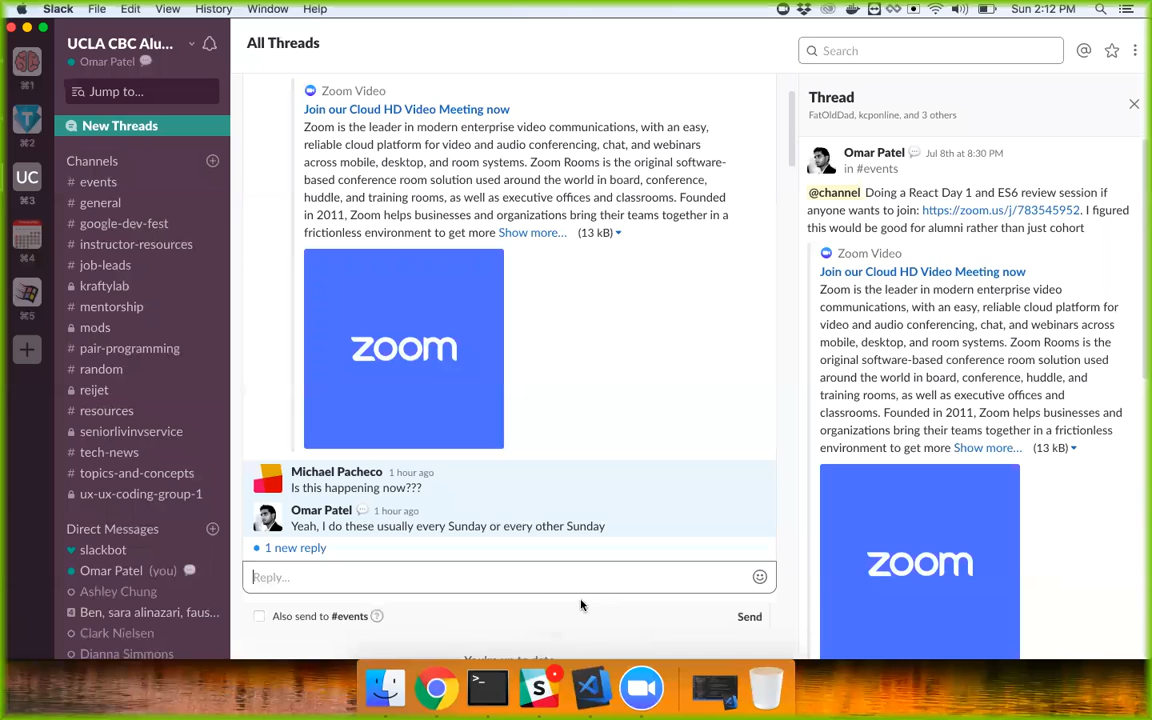 Slack File Edit View History Window Help
Sun 2:12 PM
UCLA CBC Alu...
Omar Patel
Jump to...
New Threads
Channels
# events
# general
# google-dev-fest
# instructor-resources
# job-leads
kraftylab
# mentorship
mods
# pair-programming
# random
reijet
# resources
seniorlivinvservice
# tech-news
# topics-and-concepts
ux-ux-coding-group-1
Direct Messages
slackbot
Omar Patel (you)
Ashley Chung
Ben, sara alinazari, faus...
Clark Nielsen
Dianna Simmons
⌘1
⌘2
UC
⌘3
⌘4
⌘5
All Threads
Search
Zoom Video
Join our Cloud HD Video Meeting now
Zoom is the leader in modern enterprise video communications, with an easy,
reliable cloud platform for video and audio conferencing, chat, and webinars
across mobile, desktop, and room systems. Zoom Rooms is the original software-
based conference room solution used around the world in board, conference,
huddle, and training rooms, as well as executive offices and classrooms. Founded
in 2011, Zoom helps businesses and organizations bring their teams together in a
frictionless environment to get more Show more... (13 kB)
zoom
Michael Pacheco 1 hour ago
Is this happening now???
Omar Patel 1 hour ago
Yeah, I do these usually every Sunday or every other Sunday
1 new reply
Reply...
Also send to #events ?
Send
Thread
FatOldDad, kcponline, and 3 others
Omar Patel Jul 8th at 8:30 PM
in #events
@channel Doing a React Day 1 and ES6 review session if
anyone wants to join: https://zoom.us/j/783545952. I figured
this would be good for alumni rather than just cohort
Zoom Video
Join our Cloud HD Video Meeting now
Zoom is the leader in modern enterprise video
communications, with an easy, reliable cloud platform for
video and audio conferencing, chat, and webinars across
mobile, desktop, and room systems. Zoom Rooms is the
original software-based conference room solution used
around the world in board, conference, huddle, and
training rooms, as well as executive offices and
classrooms. Founded in 2011, Zoom helps businesses and
organizations bring their teams together in a frictionless
environment to get more Show more... (13 kB)
zoom